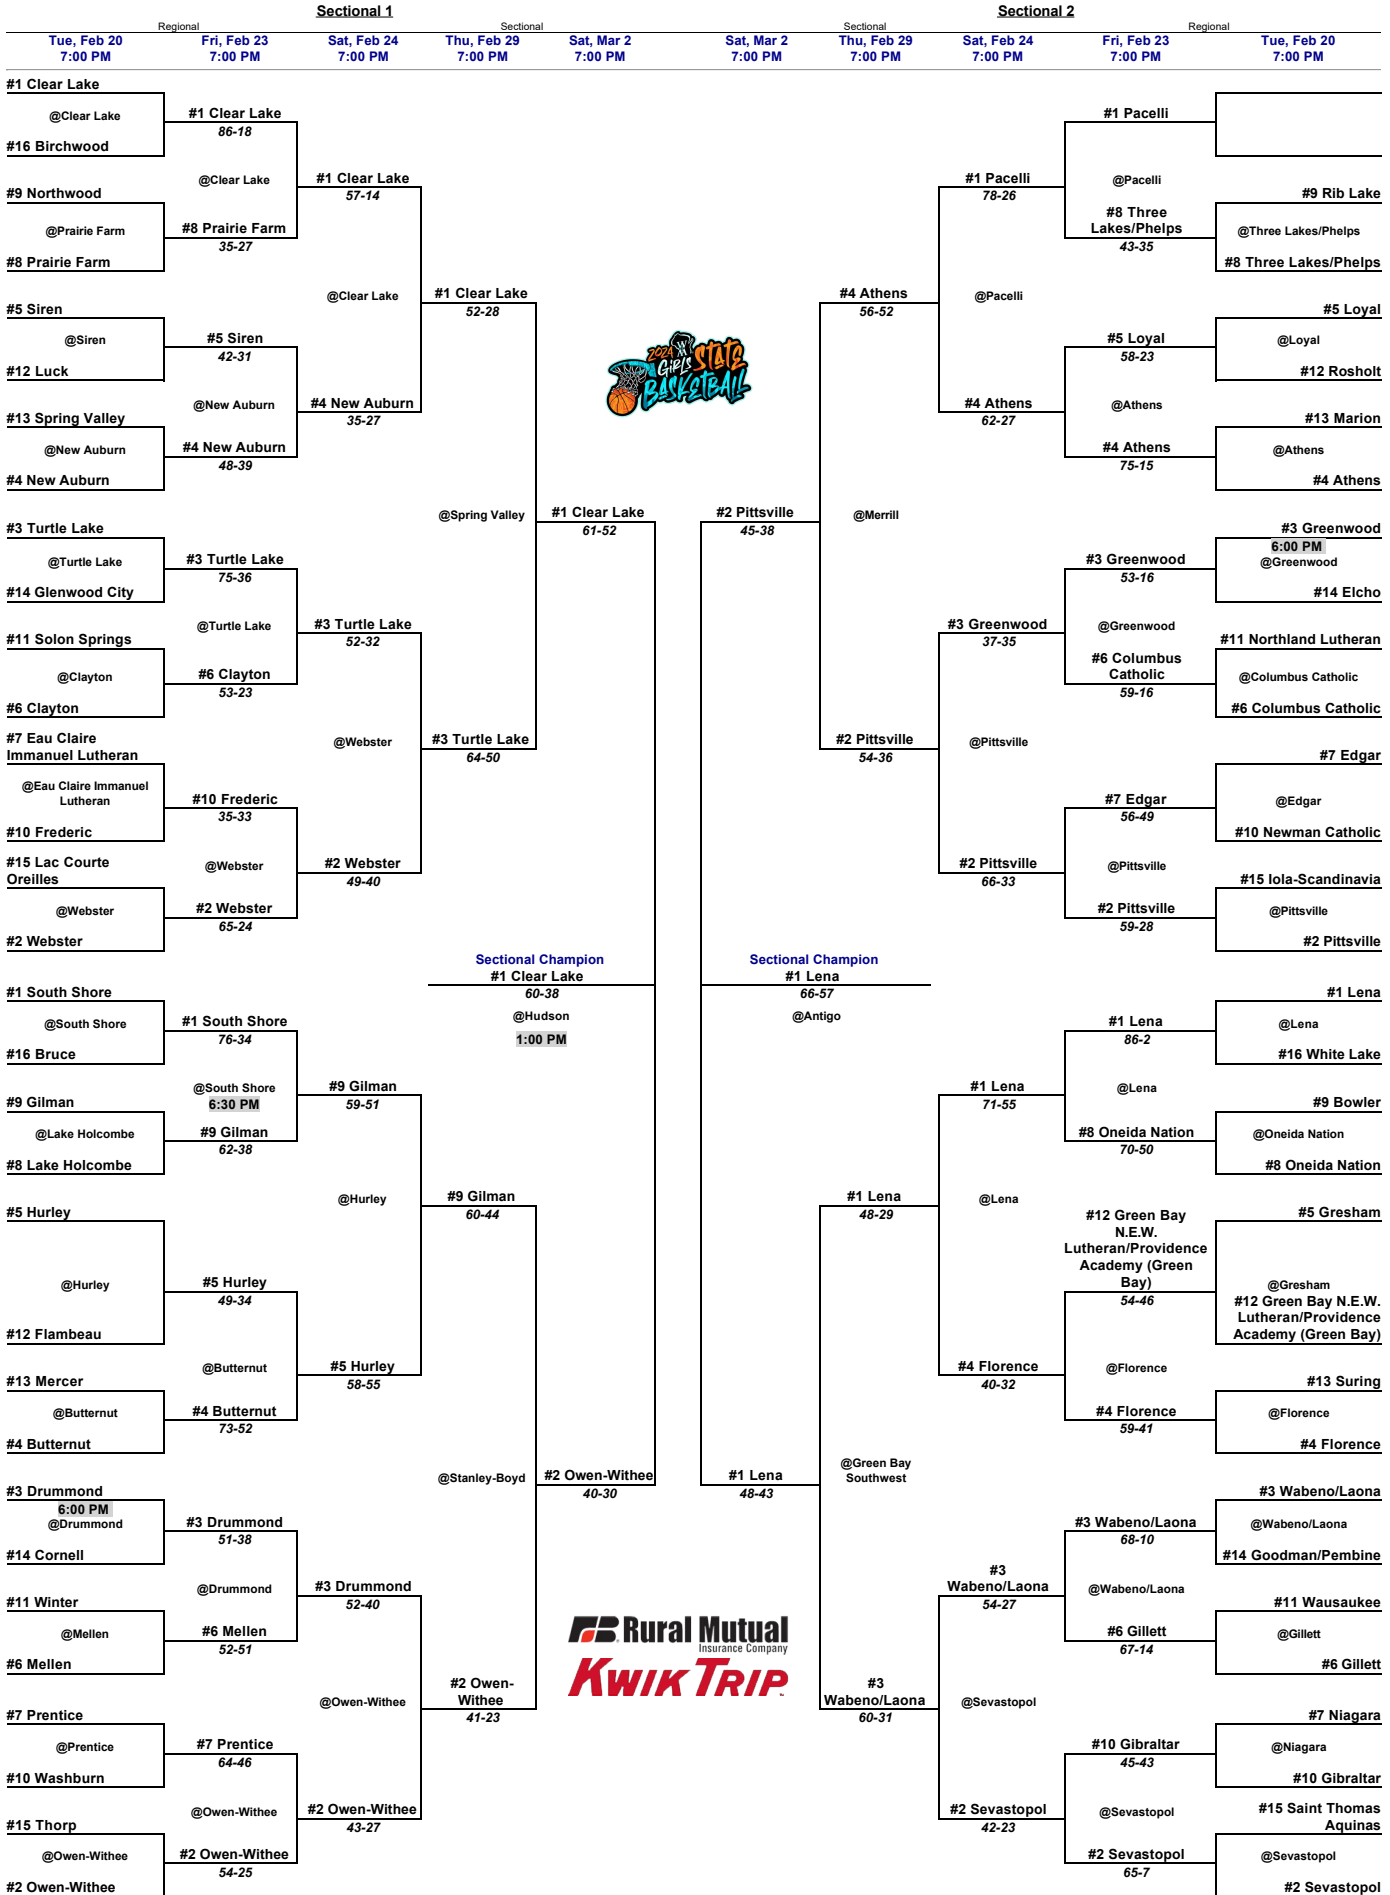 Sectional 1
Sectional 2
Regional
Sectional
Sectional
Regional
Tue, Feb 20
7:00 PM
Fri, Feb 23
7:00 PM
Sat, Feb 24
7:00 PM
Thu, Feb 29
7:00 PM
Sat, Mar 2
7:00 PM
Sat, Mar 2
7:00 PM
Thu, Feb 29
7:00 PM
Sat, Feb 24
7:00 PM
Fri, Feb 23
7:00 PM
Tue, Feb 20
7:00 PM
#1 Clear Lake
@Clear Lake
#16 Birchwood
#9 Northwood
@Prairie Farm
#8 Prairie Farm
#5 Siren
@Siren
#12 Luck
#13 Spring Valley
@New Auburn
#4 New Auburn
#3 Turtle Lake
@Turtle Lake
#14 Glenwood City
#11 Solon Springs
@Clayton
#6 Clayton
#7 Eau Claire
Immanuel Lutheran
@Eau Claire Immanuel
Lutheran
#10 Frederic
#15 Lac Courte
Oreilles
@Webster
#2 Webster
#1 South Shore
@South Shore
#16 Bruce
#9 Gilman
@Lake Holcombe
#8 Lake Holcombe
#5 Hurley
@Hurley
#12 Flambeau
#13 Mercer
@Butternut
#4 Butternut
#3 Drummond
6:00 PM
@Drummond
#14 Cornell
#11 Winter
@Mellen
#6 Mellen
#7 Prentice
@Prentice
#10 Washburn
#15 Thorp
@Owen-Withee
#2 Owen-Withee
#1 Clear Lake
86-18
@Clear Lake
#8 Prairie Farm
35-27
#5 Siren
42-31
@New Auburn
#4 New Auburn
48-39
#3 Turtle Lake
75-36
@Turtle Lake
#6 Clayton
53-23
#10 Frederic
35-33
@Webster
#2 Webster
65-24
#1 South Shore
76-34
@South Shore
6:30 PM
#9 Gilman
62-38
#5 Hurley
49-34
@Butternut
#4 Butternut
73-52
#3 Drummond
51-38
@Drummond
#6 Mellen
52-51
#7 Prentice
64-46
@Owen-Withee
#2 Owen-Withee
54-25
#1 Clear Lake
57-14
@Clear Lake
#4 New Auburn
35-27
#3 Turtle Lake
52-32
@Webster
#2 Webster
49-40
#9 Gilman
59-51
@Hurley
#5 Hurley
58-55
#3 Drummond
52-40
@Owen-Withee
#2 Owen-Withee
43-27
#1 Clear Lake
52-28
@Spring Valley
#3 Turtle Lake
64-50
#9 Gilman
60-44
@Stanley-Boyd
#2 Owen-
Withee
41-23
#1 Clear Lake
61-52
#2 Owen-Withee
40-30
Sectional Champion
#1 Clear Lake
60-38
@Hudson
1:00 PM
2024
GIRLS STATE
BASKETBALL
Rural Mutual
Insurance Company
KWIK TRIP
Sectional Champion
#1 Lena
66-57
@Antigo
#2 Pittsville
45-38
#1 Lena
48-43
#4 Athens
56-52
@Merrill
#2 Pittsville
54-36
#1 Lena
48-29
@Green Bay
Southwest
#3
Wabeno/Laona
60-31
#1 Pacelli
78-26
@Pacelli
#4 Athens
62-27
#3 Greenwood
37-35
@Pittsville
#2 Pittsville
66-33
#1 Lena
71-55
@Lena
#4 Florence
40-32
#3
Wabeno/Laona
54-27
@Sevastopol
#2 Sevastopol
42-23
#1 Pacelli
@Pacelli
#8 Three
Lakes/Phelps
43-35
#5 Loyal
58-23
@Athens
#4 Athens
75-15
#3 Greenwood
53-16
@Greenwood
#6 Columbus
Catholic
59-16
#7 Edgar
56-49
@Pittsville
#2 Pittsville
59-28
#1 Lena
86-2
@Lena
#8 Oneida Nation
70-50
#12 Green Bay
N.E.W.
Lutheran/Providence
Academy (Green
Bay)
54-46
@Florence
#4 Florence
59-41
#3 Wabeno/Laona
68-10
@Wabeno/Laona
#6 Gillett
67-14
#10 Gibraltar
45-43
@Sevastopol
#2 Sevastopol
65-7
#9 Rib Lake
@Three Lakes/Phelps
#8 Three Lakes/Phelps
#5 Loyal
@Loyal
#12 Rosholt
#13 Marion
@Athens
#4 Athens
#3 Greenwood
6:00 PM
@Greenwood
#14 Elcho
#11 Northland Lutheran
@Columbus Catholic
#6 Columbus Catholic
#7 Edgar
@Edgar
#10 Newman Catholic
#15 Iola-Scandinavia
@Pittsville
#2 Pittsville
#1 Lena
@Lena
#16 White Lake
#9 Bowler
@Oneida Nation
#8 Oneida Nation
#5 Gresham
@Gresham
#12 Green Bay N.E.W.
Lutheran/Providence
Academy (Green Bay)
#13 Suring
@Florence
#4 Florence
#3 Wabeno/Laona
@Wabeno/Laona
#14 Goodman/Pembine
#11 Wausaukee
@Gillett
#6 Gillett
#7 Niagara
@Niagara
#10 Gibraltar
#15 Saint Thomas
Aquinas
@Sevastopol
#2 Sevastopol